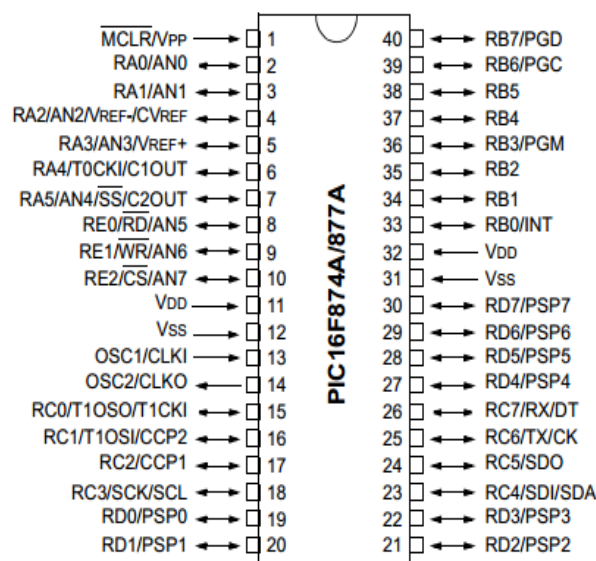 MCLR/VPP 1 40 RB7/PGD
RA0/AN0 2 39 RB6/PGC
RA1/AN1 3 38 RB5
RA2/AN2/VREF-/CVREF 4 37 RB4
RA3/AN3/VREF+ 5 36 RB3/PGM
RA4/T0CKI/C1OUT 6 35 RB2
RA5/AN4/SS/C2OUT 7 34 RB1
RE0/RD/AN5 8 33 RB0/INT
RE1/WR/AN6 9 32 VDD
RE2/CS/AN7 10 31 VSS
VDD 11 30 RD7/PSP7
VSS 12 29 RD6/PSP6
OSC1/CLKI 13 28 RD5/PSP5
OSC2/CLKO 14 27 RD4/PSP4
RC0/T1OSO/T1CKI 15 26 RC7/RX/DT
RC1/T1OSI/CCP2 16 25 RC6/TX/CK
RC2/CCP1 17 24 RC5/SDO
RC3/SCK/SCL 18 23 RC4/SDI/SDA
RD0/PSP0 19 22 RD3/PSP3
RD1/PSP1 20 21 RD2/PSP2
PIC16F874A/877A